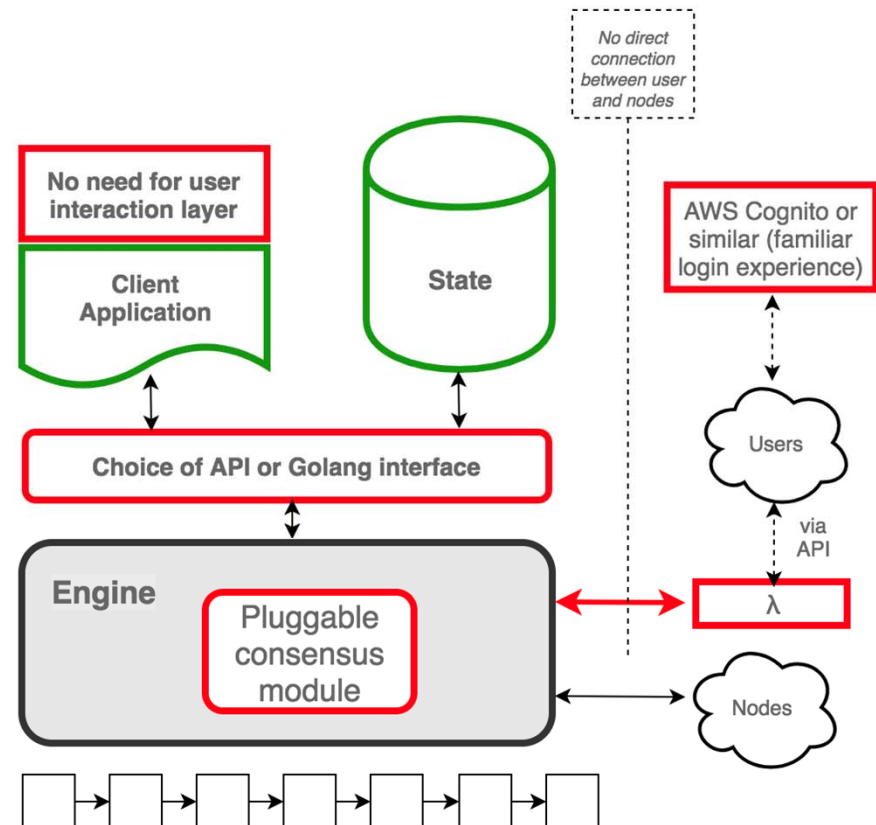 No direct
connection
between user
and nodes
No need for user
interaction layer
Client
Application
State
AWS Cognito or
similar (familiar
login experience)
Users
via
API
Choice of API or Golang interface
Engine
Pluggable
consensus
module
λ
Nodes